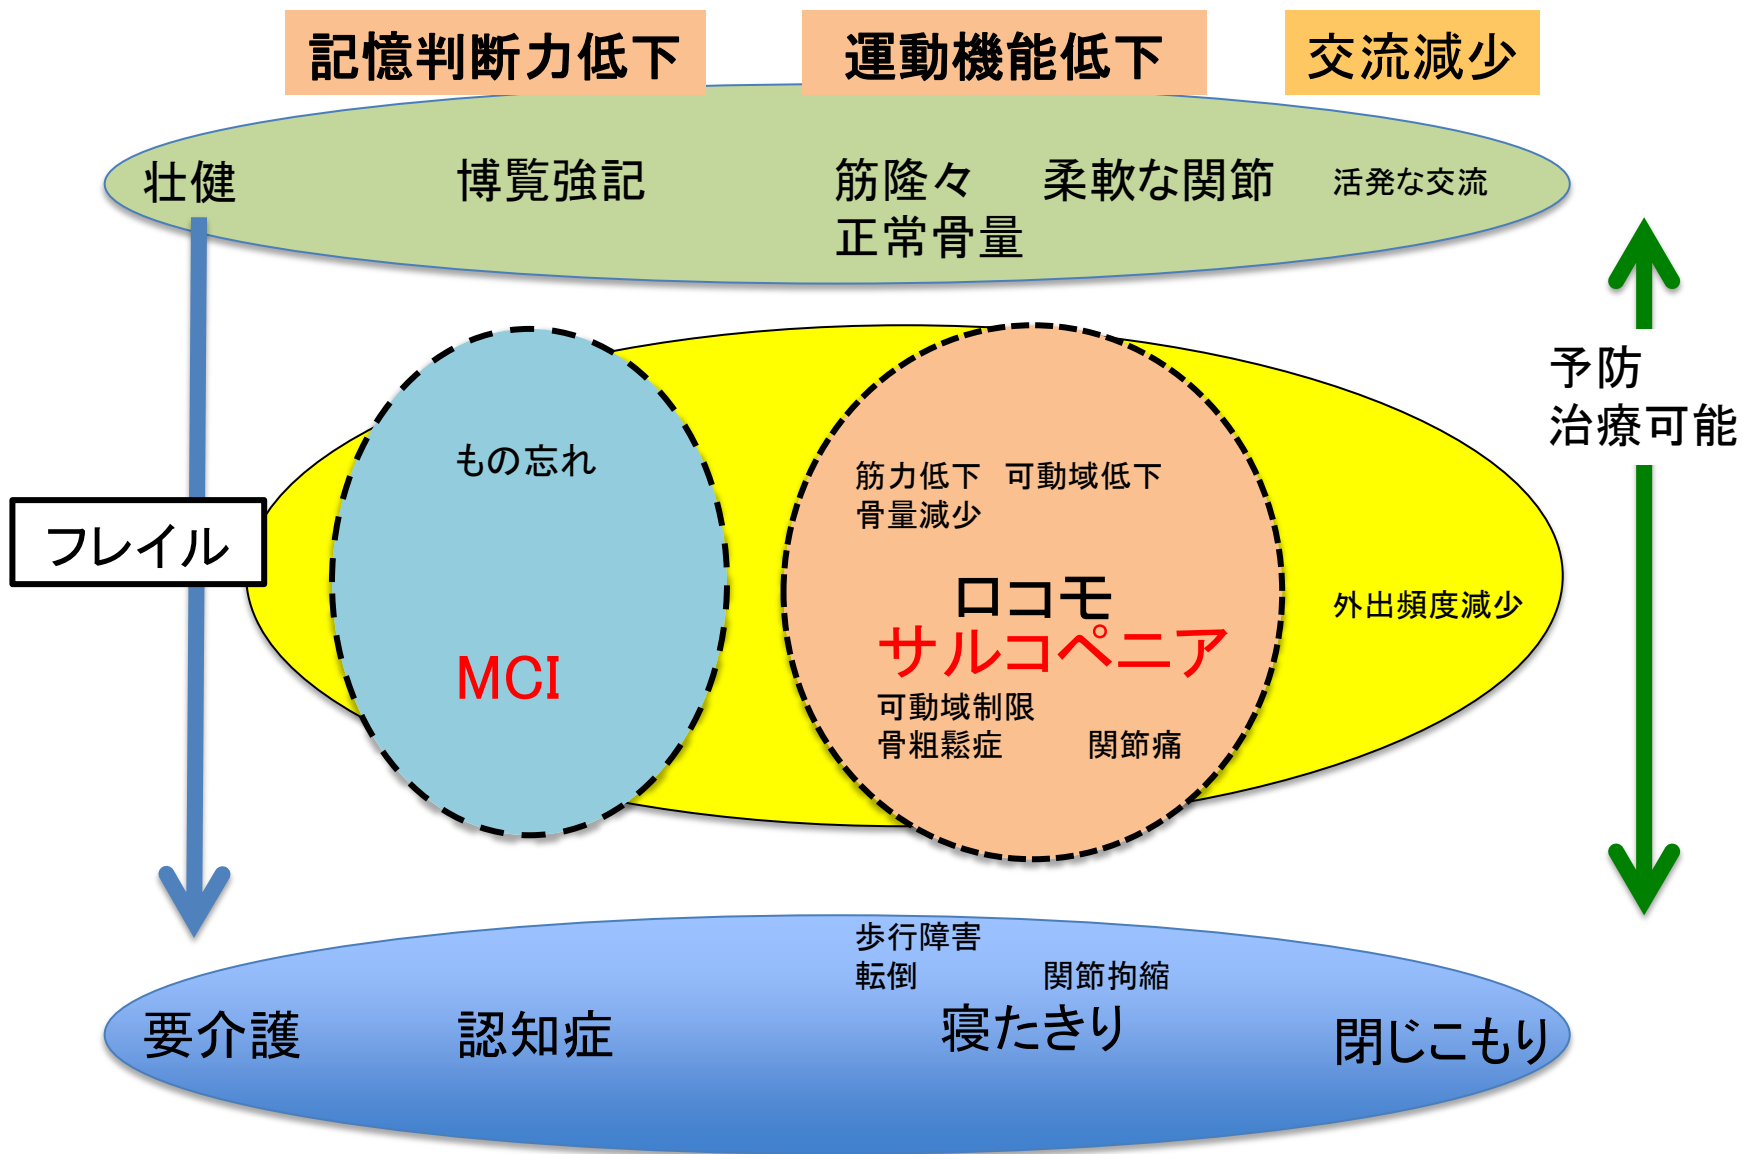 記憶判断力低下
運動機能低下
交流減少
壮健
博覧強記
筋隆々
柔軟な関節
活発な交流
正常骨量
予防
治療可能
もの忘れ
筋力低下 可動域低下
骨量減少
フレイル
ロコモ
外出頻度減少
サルコペニア
MCI
可動域制限
骨粗鬆症 関節痛
歩行障害
転倒 関節拘縮
要介護
認知症
寝たきり
閉じこもり